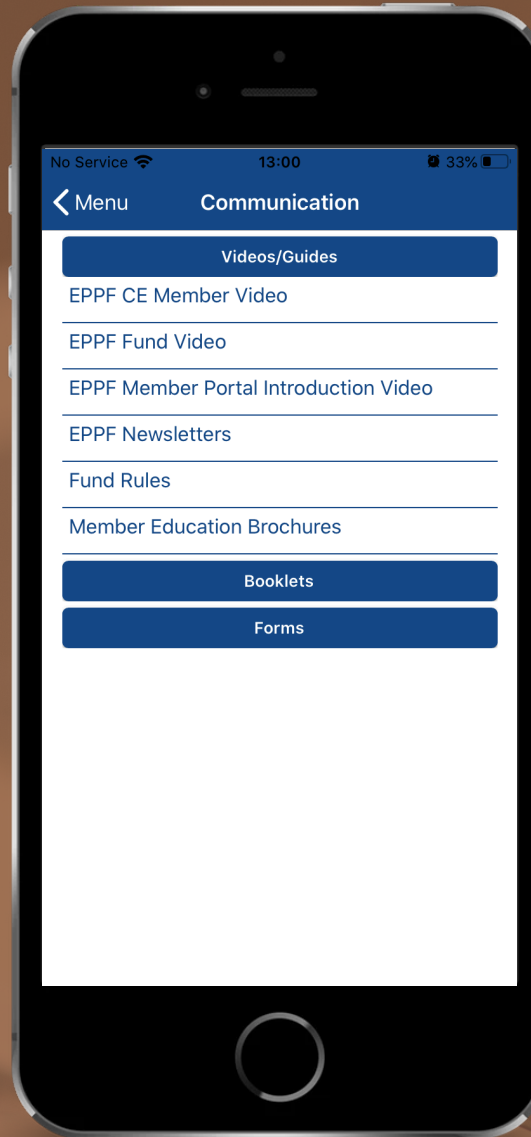 No Service 13:00 33%
Menu Communication
Videos/Guides
EPPF CE Member Video
EPPF Fund Video
EPPF Member Portal Introduction Video
EPPF Newsletters
Fund Rules
Member Education Brochures
Booklets
Forms